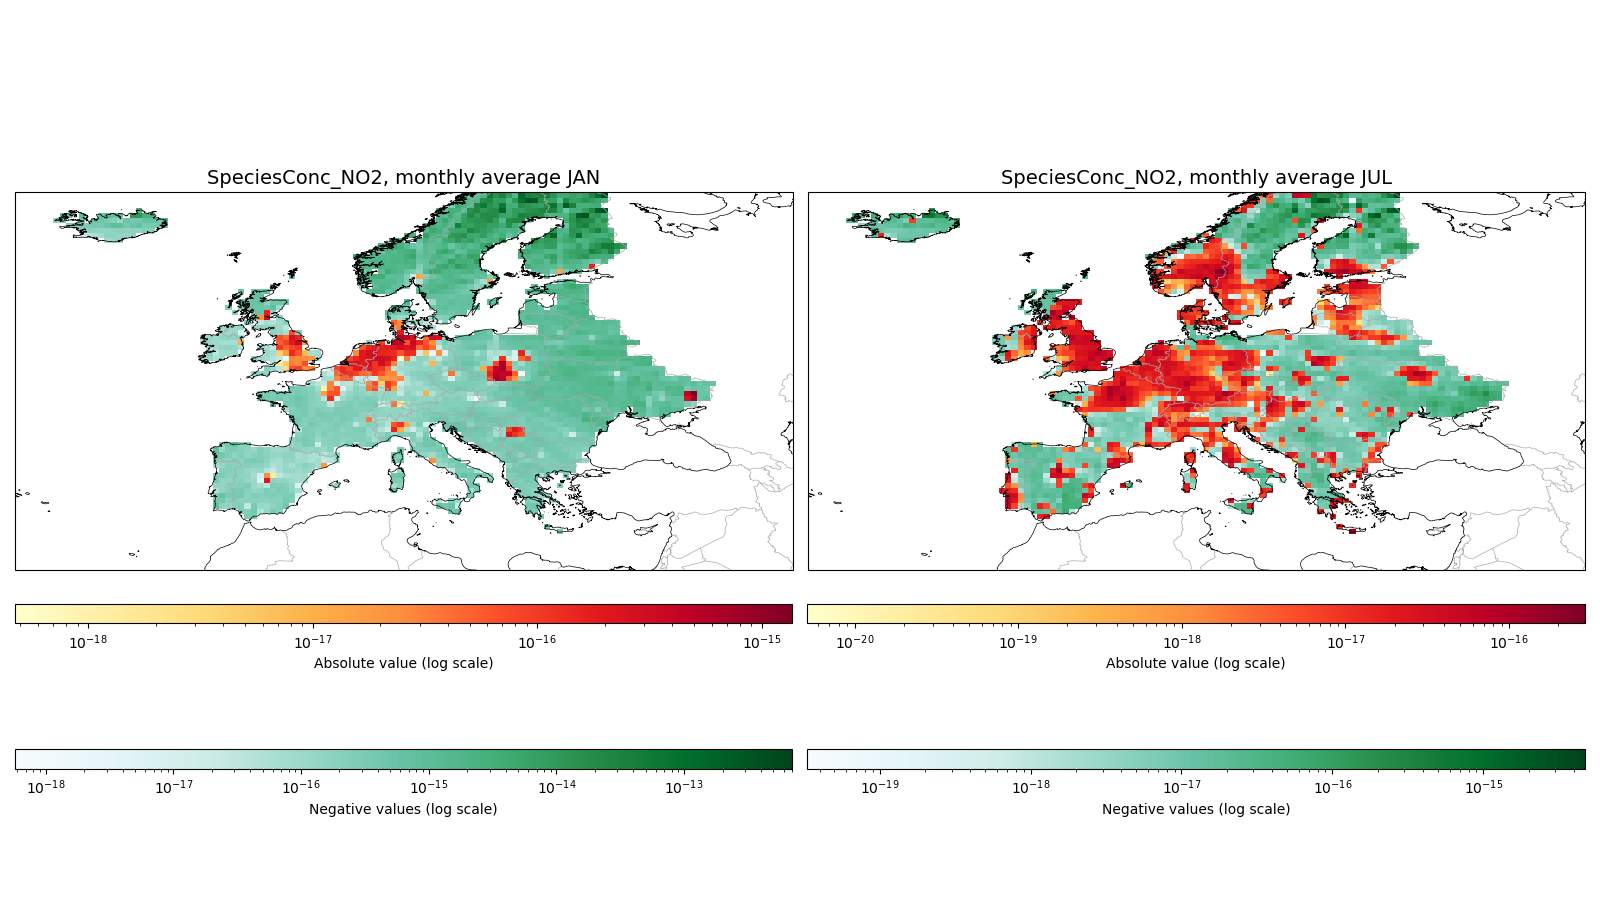 SpeciesConc_NO2, monthly average JAN
SpeciesConc_NO2, monthly average JUL
10⁻¹⁸ 10⁻¹⁷ 10⁻¹⁶ 10⁻¹⁵
Absolute value (log scale)
10⁻²⁰ 10⁻¹⁹ 10⁻¹⁸ 10⁻¹⁷ 10⁻¹⁶
Absolute value (log scale)
10⁻¹⁸ 10⁻¹⁷ 10⁻¹⁶ 10⁻¹⁵ 10⁻¹⁴ 10⁻¹³
Negative values (log scale)
10⁻¹⁹ 10⁻¹⁸ 10⁻¹⁷ 10⁻¹⁶ 10⁻¹⁵
Negative values (log scale)